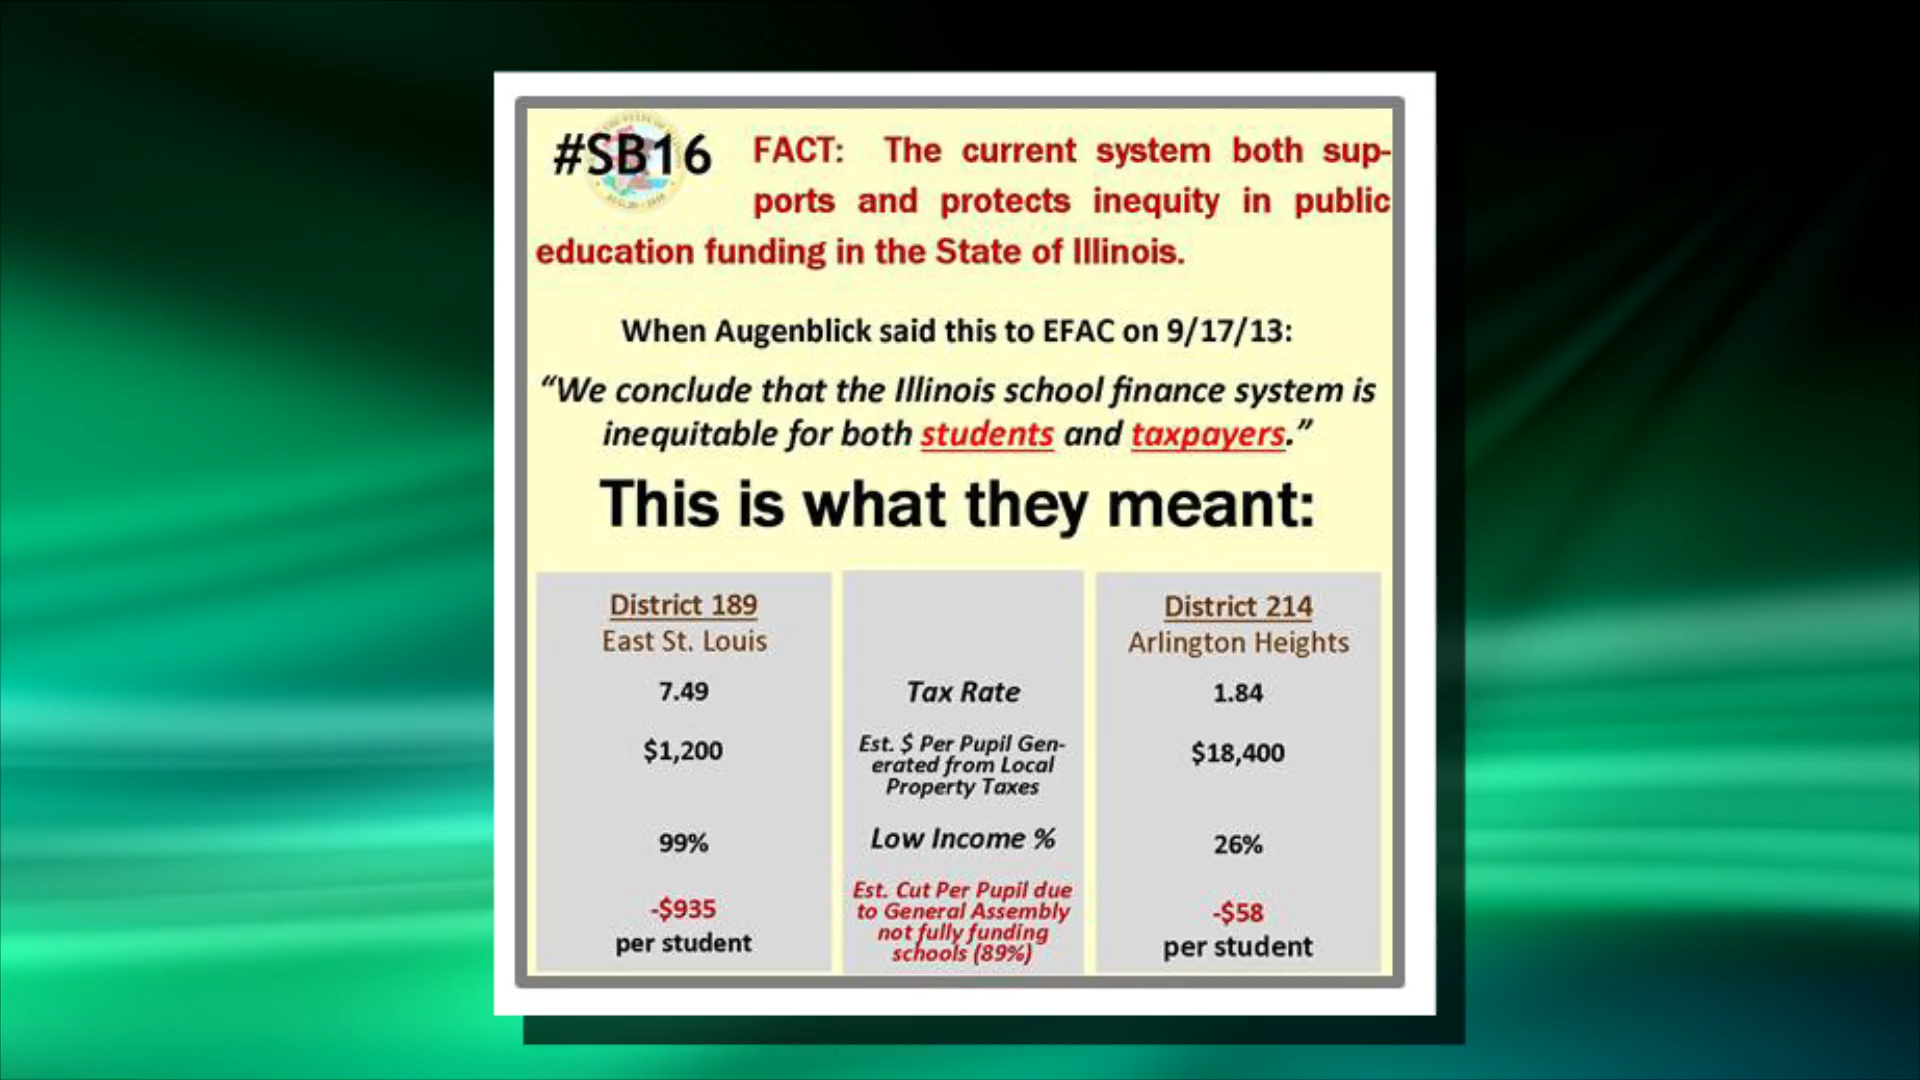 #SB16
FACT: The current system both sup-
ports and protects inequity in public
education funding in the State of Illinois.
When Augenblick said this to EFAC on 9/17/13:
“We conclude that the Illinois school finance system is
inequitable for both students and taxpayers.”
This is what they meant:
District 189
East St. Louis
7.49
$1,200
99%
-$935
per student
Tax Rate
Est. $ Per Pupil Gen-
erated from Local
Property Taxes
Low Income %
Est. Cut Per Pupil due
to General Assembly
not fully funding
schools (89%)
District 214
Arlington Heights
1.84
$18,400
26%
-$58
per student